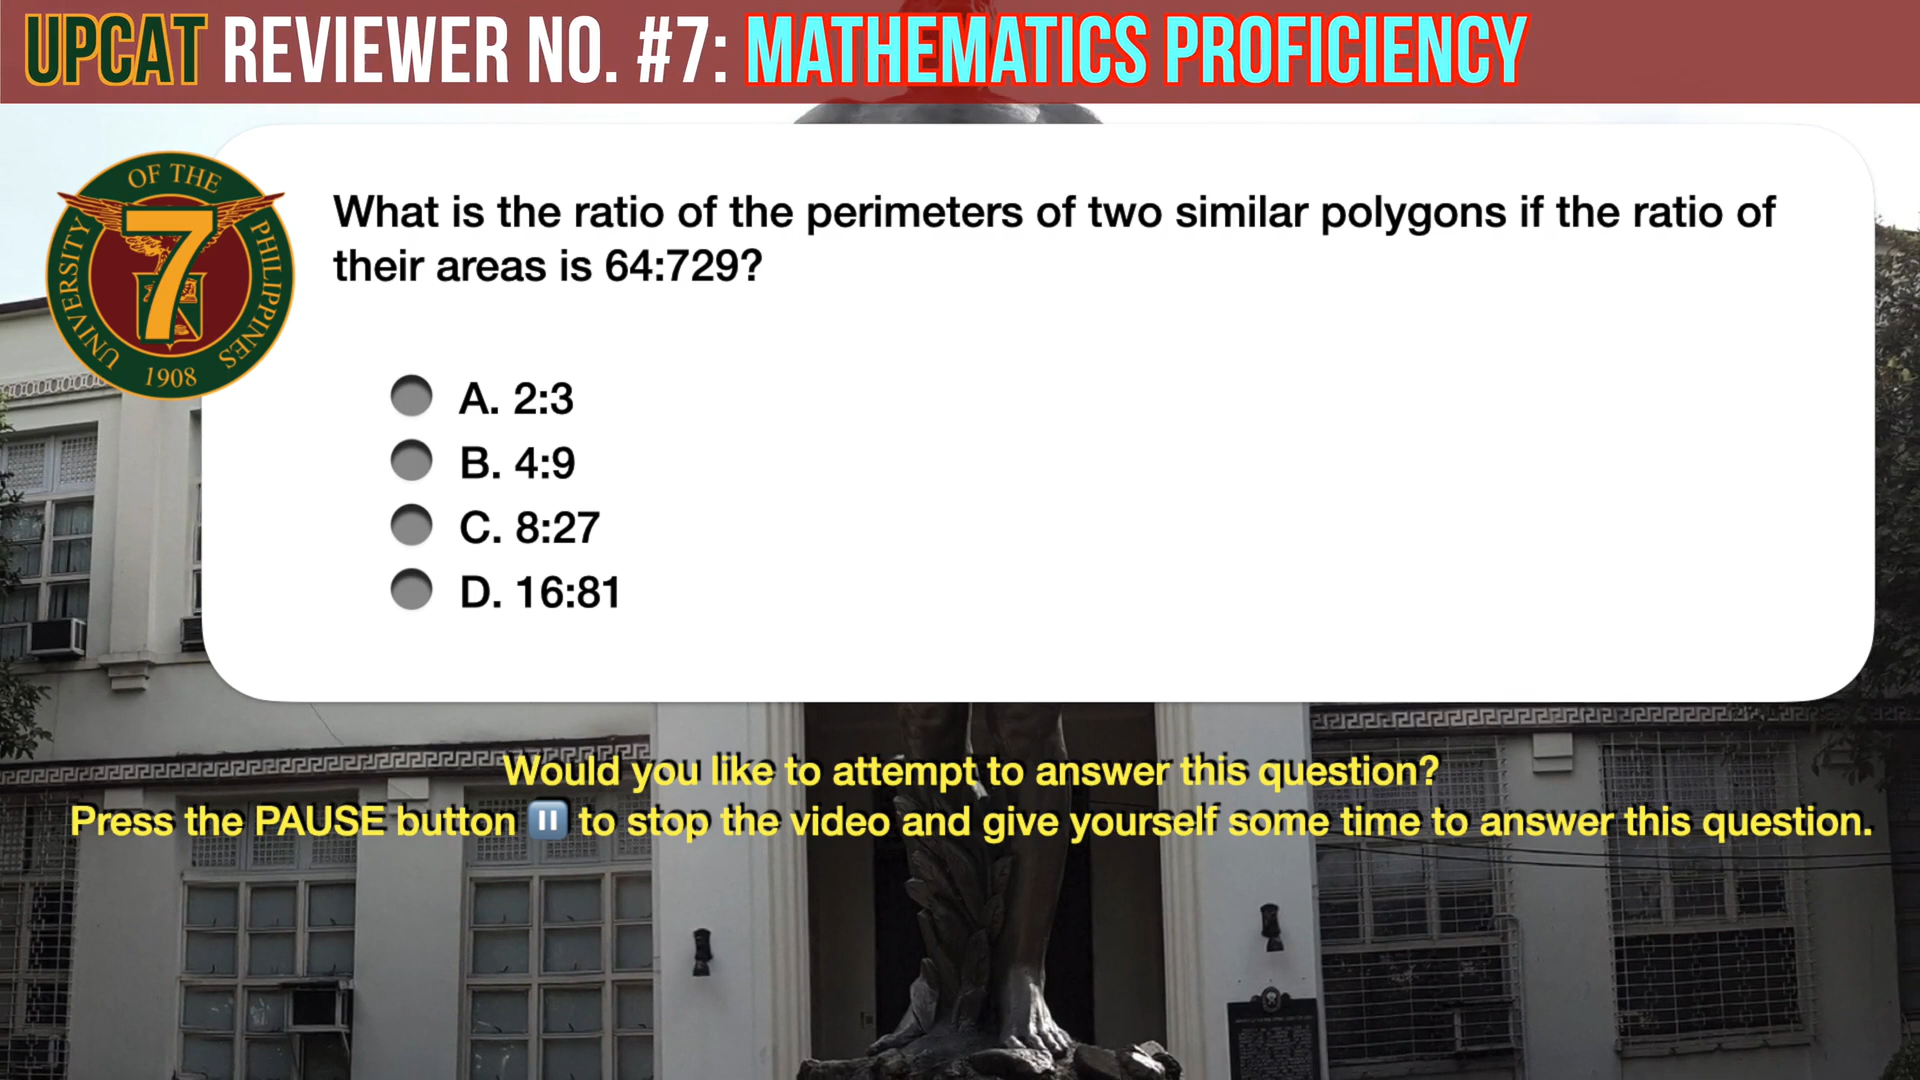 UPCAT REVIEWER NO. #7: MATHEMATICS PROFICIENCY
UNIVERSITY OF THE PHILIPPINES
7
1908
What is the ratio of the perimeters of two similar polygons if the ratio of
their areas is 64:729?
A. 2:3
B. 4:9
C. 8:27
D. 16:81
Would you like to attempt to answer this question?
Press the PAUSE button ⏸ to stop the video and give yourself some time to answer this question.